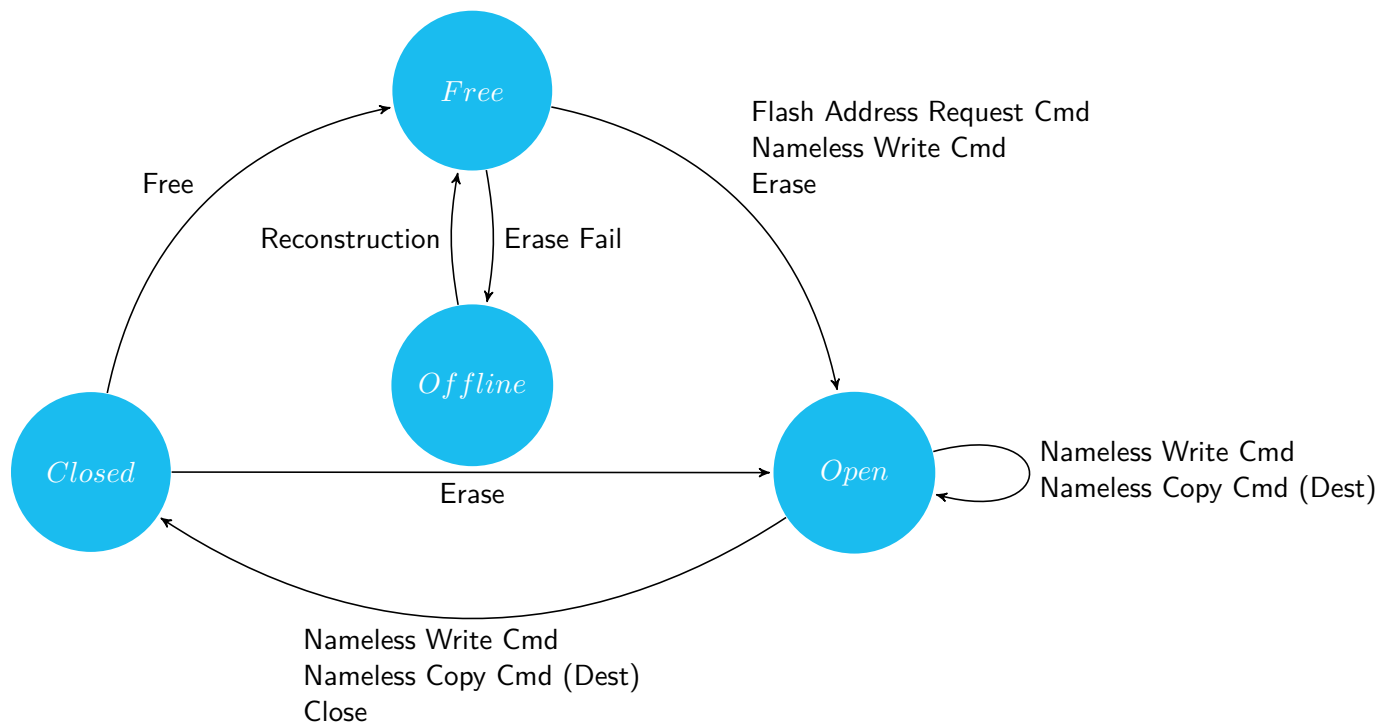 Free
Flash Address Request Cmd
Nameless Write Cmd
Erase
Free
Reconstruction
Erase Fail
Offline
Closed
Erase
Open
Nameless Write Cmd
Nameless Copy Cmd (Dest)
Nameless Write Cmd
Nameless Copy Cmd (Dest)
Close